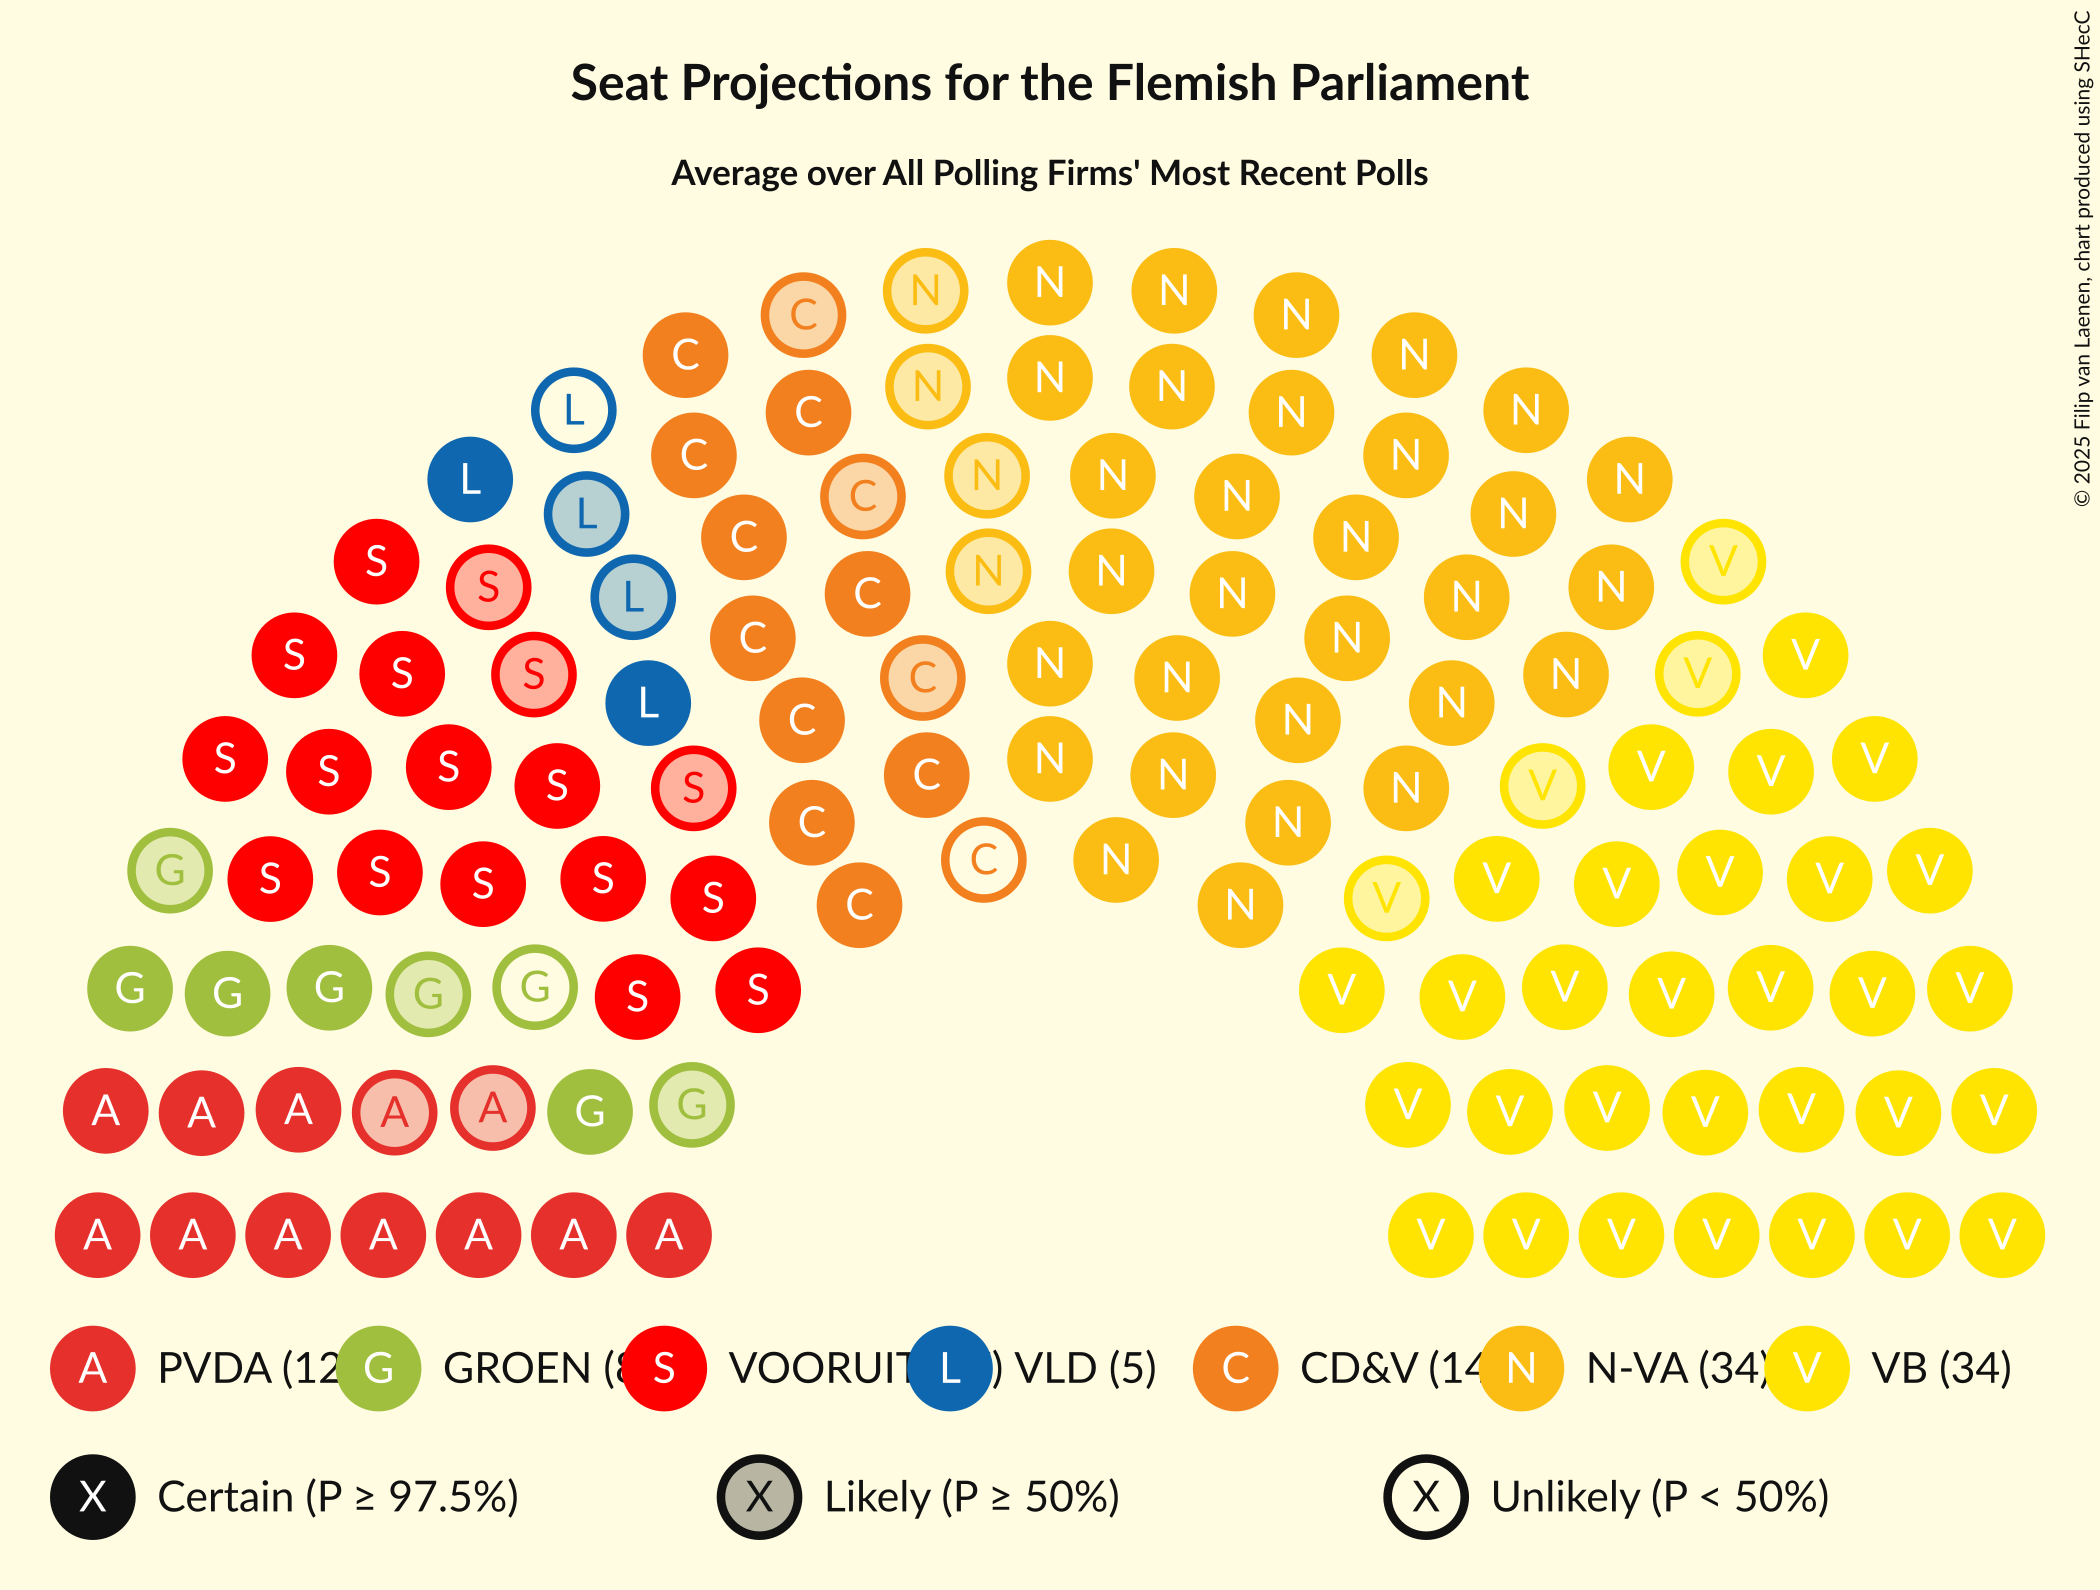 Seat Projections for the Flemish Parliament
Average over All Polling Firms' Most Recent Polls
© 2025 Filip van Laenen, chart produced using SHecC
N
N N
C N
C N
N N N
L C N N
C N
L N N N
C N
L N
C N
S N N V
S L C N N N
C N
S N V
S S C N N V
L C N N
S S S S S C N N N V V V V
C N
G S S S S S C C N N V V V V V V
G G G G G S S V V V V V V V
A A A A A G G V V V V V V V
A A A A A A A V V V V V V V
A PVDA (12 G GROEN ( S VOORUIT L ) VLD (5) C CD&V (14 N N-VA (34) V VB (34)
X Certain (P ≥ 97.5%) X Likely (P ≥ 50%) X Unlikely (P < 50%)